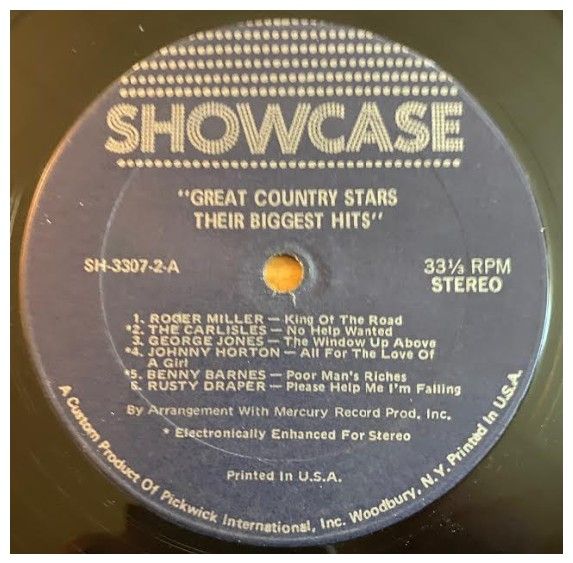 SHOWCASE
"GREAT COUNTRY STARS
THEIR BIGGEST HITS"
SH-3307-2-A
33⅓ RPM
STEREO
1. ROGER MILLER — King Of The Road
*2. THE CARLISLES — No Help Wanted
3. GEORGE JONES — The Window Up Above
*4. JOHNNY HORTON — All For The Love Of
A Girl
*5. BENNY BARNES — Poor Man's Riches
6. RUSTY DRAPER — Please Help Me I'm Falling
By Arrangement With Mercury Record Prod. Inc.
* Electronically Enhanced For Stereo
Printed In U.S.A.
A Custom Product Of Pickwick International, Inc. Woodbury, N.Y. Printed In U.S.A.